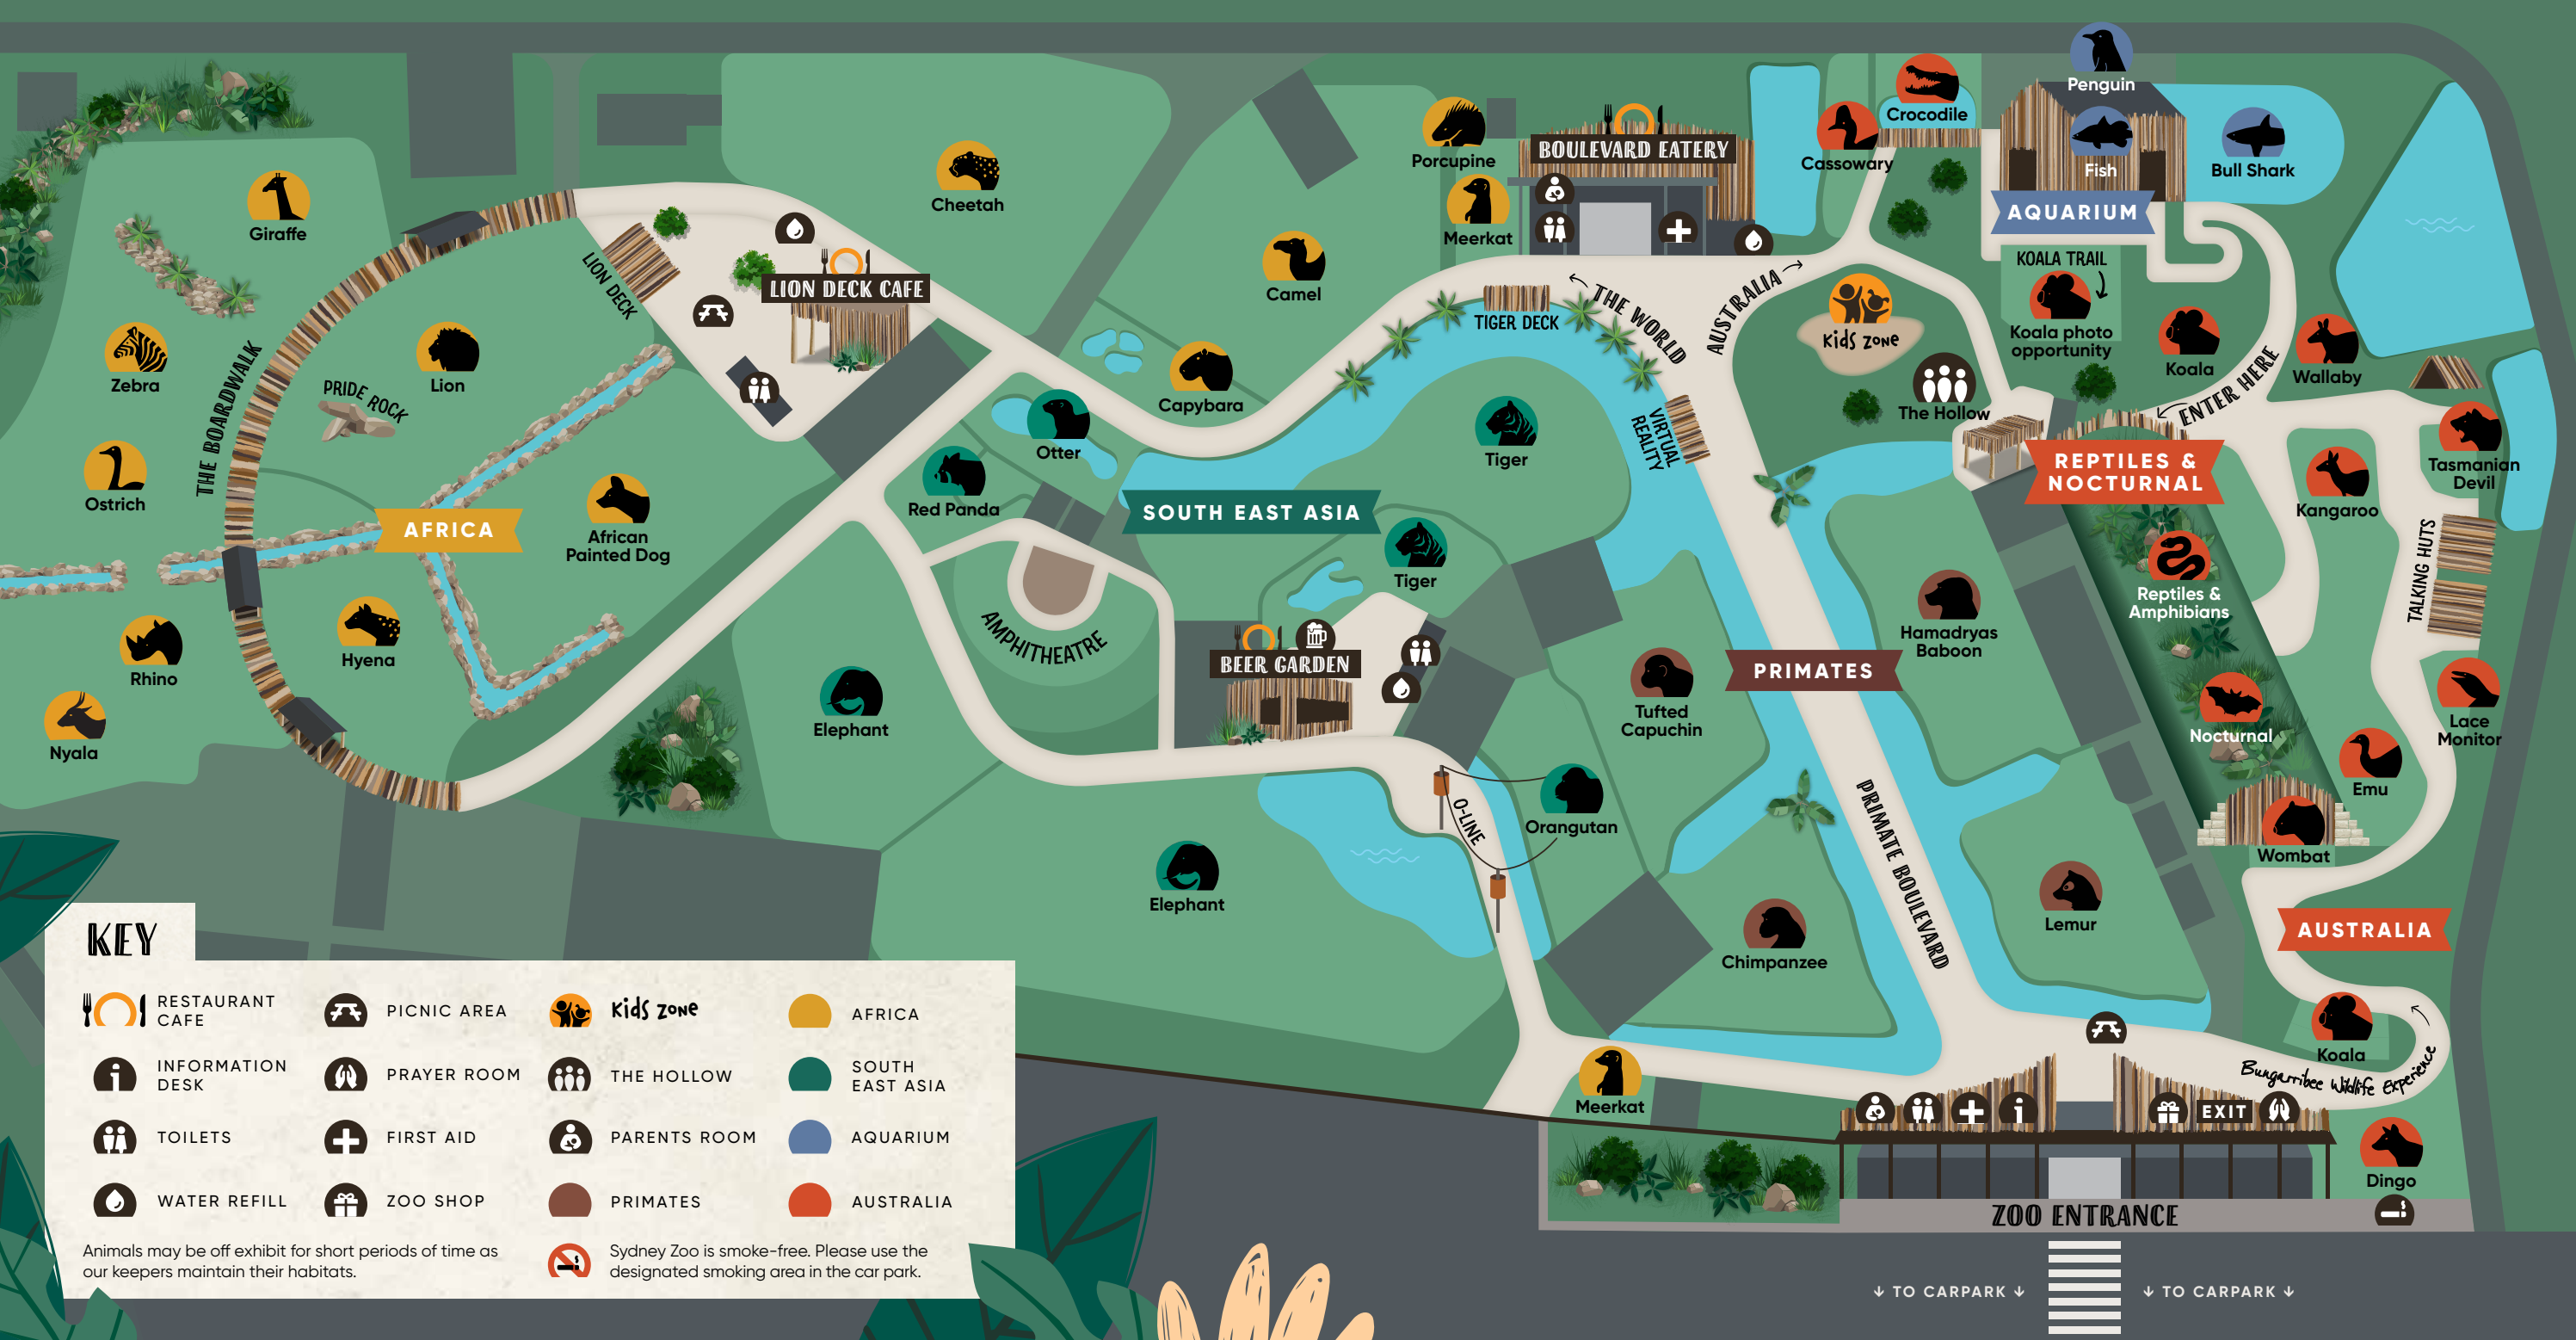 Penguin
Crocodile
Cassowary
Fish
Bull Shark
AQUARIUM
Porcupine
BOULEVARD EATERY
Meerkat
Cheetah
Giraffe
Camel
LION DECK
LION DECK CAFE
TIGER DECK
THE WORLD
AUSTRALIA
Kids Zone
KOALA TRAIL
Koala photo
opportunity
Koala
Wallaby
ENTER HERE
The Hollow
Zebra
THE BOARDWALK
PRIDE ROCK
Lion
Capybara
Otter
Red Panda
Tiger
VIRTUAL
REALITY
REPTILES &
NOCTURNAL
Kangaroo
Tasmanian
Devil
Ostrich
AFRICA
African
Painted Dog
SOUTH EAST ASIA
Tiger
TALKING HUTS
Reptiles &
Amphibians
Hamadryas
Baboon
Rhino
Hyena
AMPHITHEATRE
BEER GARDEN
PRIMATES
Tufted
Capuchin
Nyala
Elephant
Nocturnal
Lace
Monitor
Emu
O-LINE
Orangutan
PRIMATE BOULEVARD
Wombat
Elephant
Lemur
Chimpanzee
AUSTRALIA
Koala
Bungarribee Wildlife Experience
Meerkat
EXIT
Dingo
ZOO ENTRANCE
↓ TO CARPARK ↓
↓ TO CARPARK ↓
KEY
RESTAURANT
CAFE
PICNIC AREA
Kids Zone
AFRICA
INFORMATION
DESK
PRAYER ROOM
THE HOLLOW
SOUTH
EAST ASIA
TOILETS
FIRST AID
PARENTS ROOM
AQUARIUM
WATER REFILL
ZOO SHOP
PRIMATES
AUSTRALIA
Animals may be off exhibit for short periods of time as
our keepers maintain their habitats.
Sydney Zoo is smoke-free. Please use the
designated smoking area in the car park.